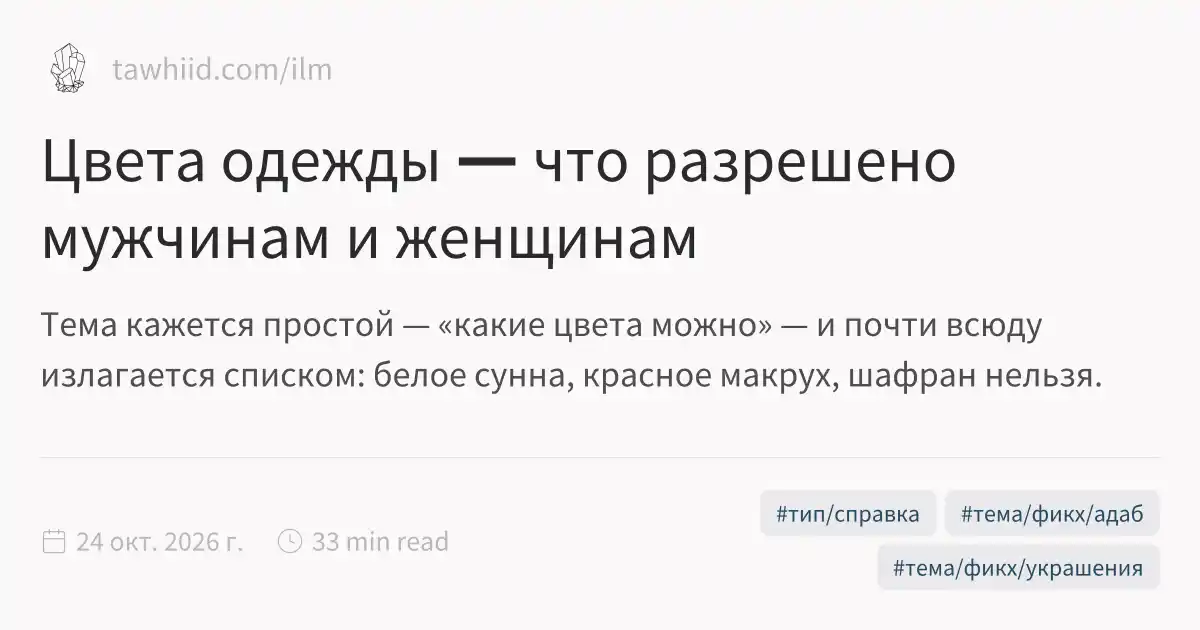 tawhiid.com/ilm
Цвета одежды — что разрешено
мужчинам и женщинам
Тема кажется простой — «какие цвета можно» — и почти всюду
излагается списком: белое сунна, красное макрух, шафран нельзя.
24 окт. 2026 г. 33 min read
#тип/справка #тема/фикх/адаб
#тема/фикх/украшения